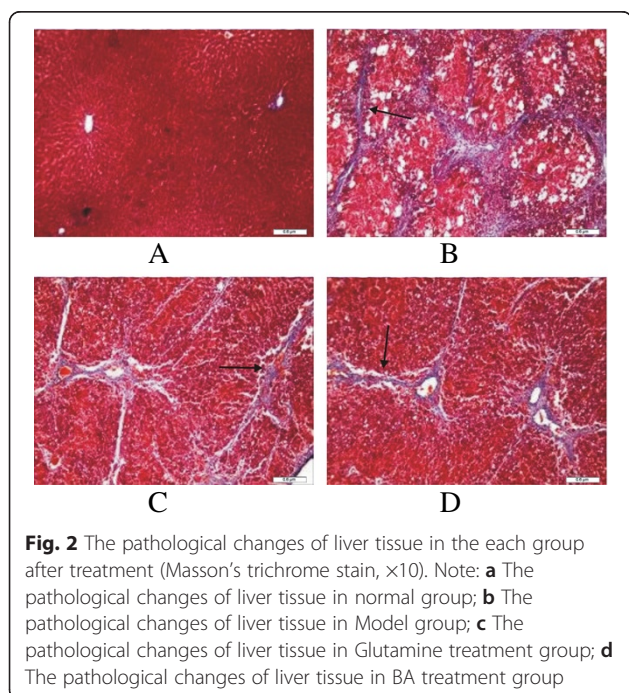 A
B
C
D
Fig. 2 The pathological changes of liver tissue in the each group
after treatment (Masson's trichrome stain, ×10). Note: a The
pathological changes of liver tissue in normal group; b The
pathological changes of liver tissue in Model group; c The
pathological changes of liver tissue in Glutamine treatment group; d
The pathological changes of liver tissue in BA treatment group